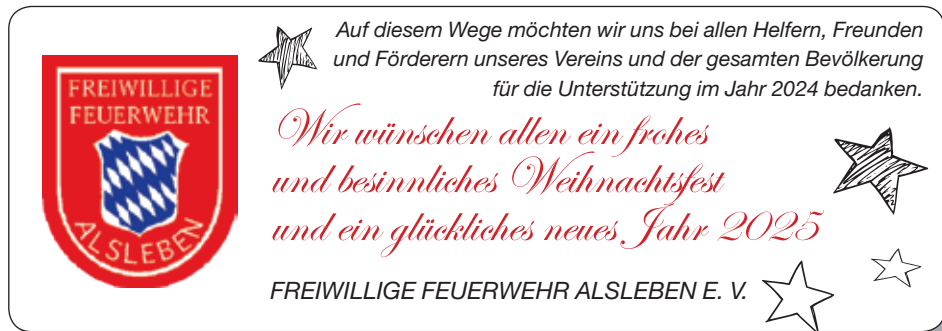 Auf diesem Wege möchten wir uns bei allen Helfern, Freunden
und Förderern unseres Vereins und der gesamten Bevölkerung
für die Unterstützung im Jahr 2024 bedanken.
FREIWILLIGE
FEUERWEHR
ALSLEBEN
Wir wünschen allen ein frohes
und besinnliches Weihnachtsfest
und ein glückliches neues Jahr 2025
FREIWILLIGE FEUERWEHR ALSLEBEN E. V.